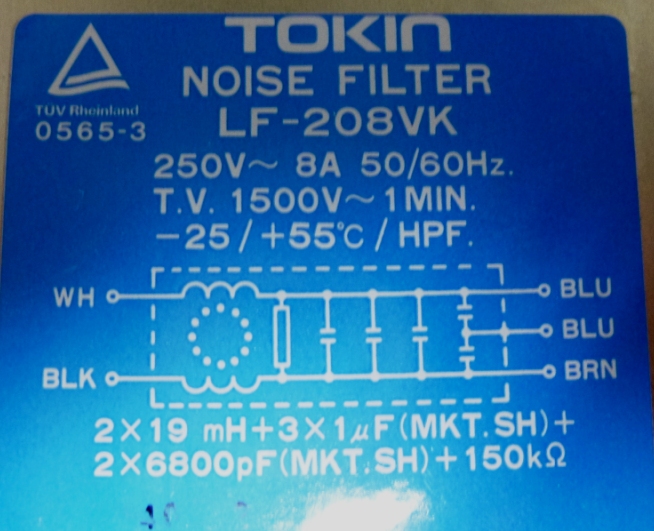 TOKIN
NOISE FILTER
TÜV Rheinland
0565-3
LF-208VK
250V~ 8A 50/60Hz.
T.V. 1500V~ 1MIN.
-25/+55℃/HPF.
WH
BLU
BLU
BLK
BRN
2×19 mH+3×1μF(MKT.SH)+
2×6800pF(MKT.SH)+150kΩ